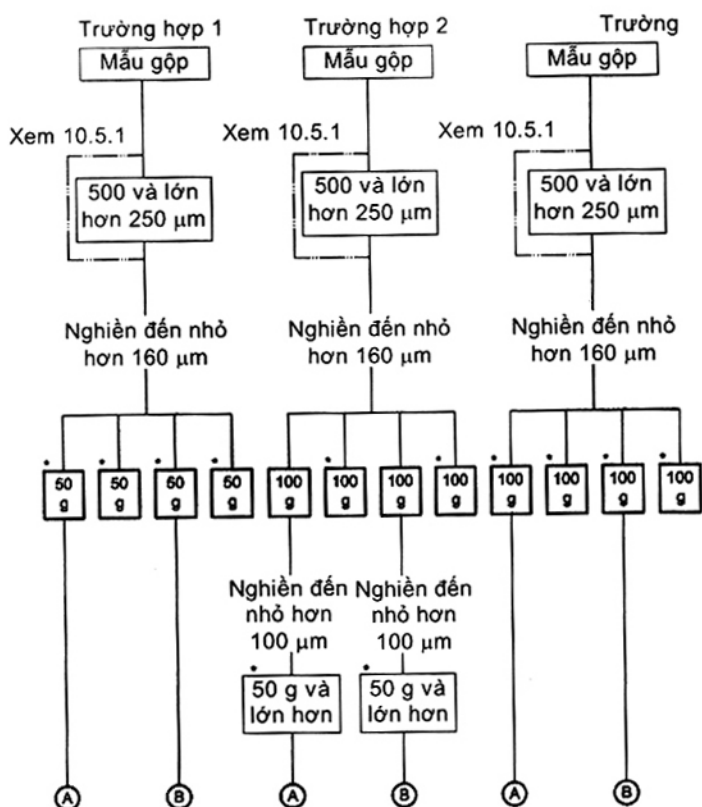 Trường hợp 1
Trường hợp 2
Trường
Mẫu gộp
Mẫu gộp
Mẫu gộp
Xem 10.5.1
Xem 10.5.1
Xem 10.5.1
500 và lớn
hơn 250 µm
500 và lớn
hơn 250 µm
500 và lớn
hơn 250 µm
Nghiền đến nhỏ
hơn 160 µm
Nghiền đến nhỏ
hơn 160 µm
Nghiền đến nhỏ
hơn 160 µm
* 50
g
* 50
g
* 50
g
* 50
g
100
g
* 100
g
100
g
* 100
g
* 100
g
* 100
g
* 100
g
* 100
g
Nghiền đến
nhỏ hơn
100 µm
Nghiền đến
nhỏ hơn
100 µm
* 50 g và
lớn hơn
* 50 g và
lớn hơn
A
B
A
B
A
B